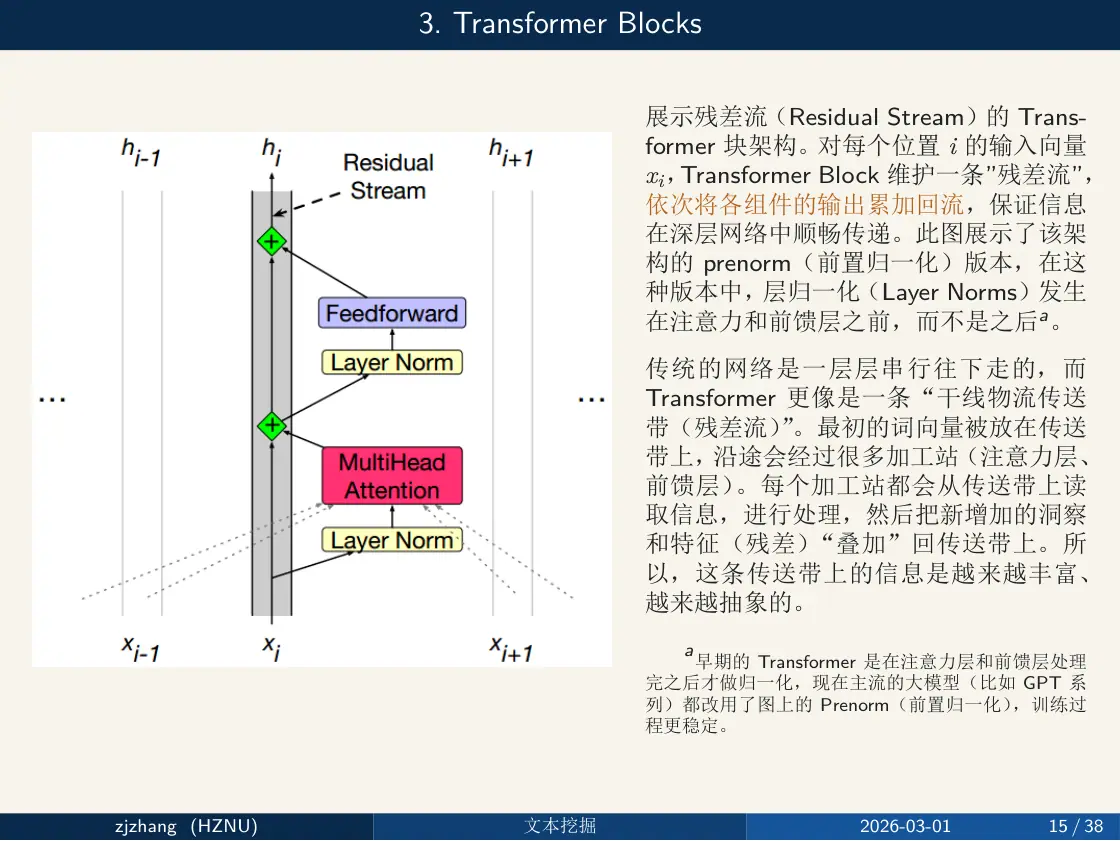 3. Transformer Blocks
h_{i-1}
h_i
h_{i+1}
Residual
Stream
+
Feedforward
Layer Norm
...
...
+
MultiHead
Attention
Layer Norm
x_{i-1}
x_i
x_{i+1}
展示残差流（Residual Stream）的 Trans-
former 块架构。对每个位置 i 的输入向量
x_i，Transformer Block 维护一条”残差流”，
依次将各组件的输出累加回流，保证信息
在深层网络中顺畅传递。此图展示了该架
构的 prenorm（前置归一化）版本，在这
种版本中，层归一化（Layer Norms）发生
在注意力和前馈层之前，而不是之后^a。
传统的网络是一层层串行往下走的，而
Transformer 更像是一条“干线物流传送
带（残差流）”。最初的词向量被放在传送
带上，沿途会经过很多加工站（注意力层、
前馈层）。每个加工站都会从传送带上读
取信息，进行处理，然后把新增加的洞察
和特征（残差）“叠加”回传送带上。所
以，这条传送带上的信息是越来越丰富、
越来越抽象的。
^a早期的 Transformer 是在注意力层和前馈层处理
完之后才做归一化，现在主流的大模型（比如 GPT 系
列）都改用了图上的 Prenorm（前置归一化），训练过
程更稳定。
zjzhang (HZNU)
文本挖掘
2026-03-01
15 / 38